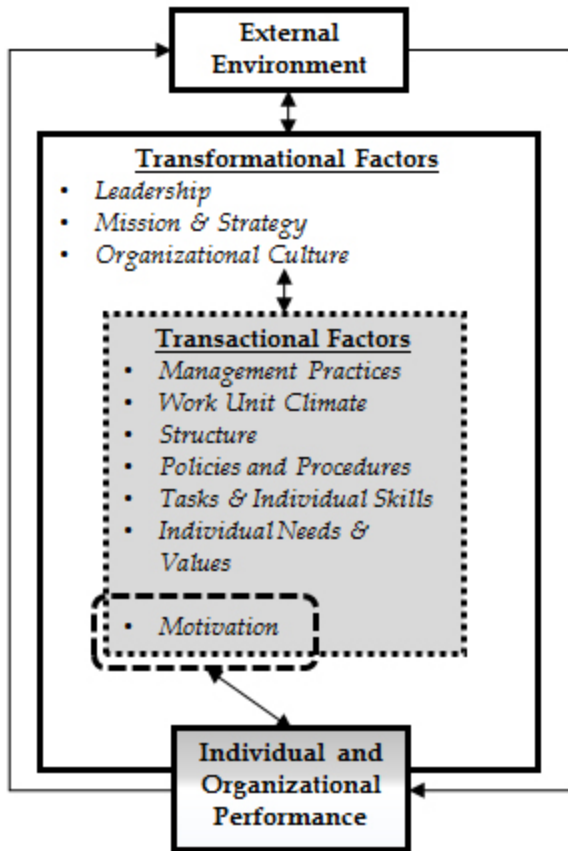 External
Environment
Transformational Factors
• Leadership
• Mission & Strategy
• Organizational Culture
Transactional Factors
• Management Practices
• Work Unit Climate
• Structure
• Policies and Procedures
• Tasks & Individual Skills
• Individual Needs &
Values
• Motivation
Individual and
Organizational
Performance